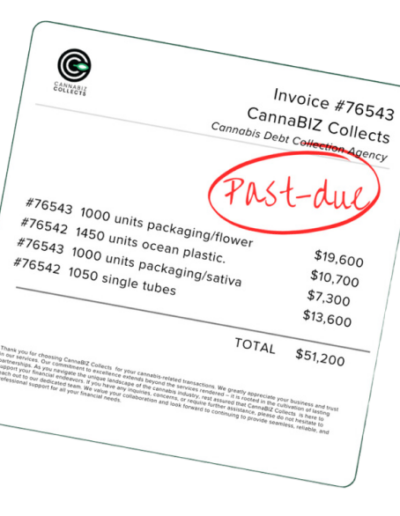 CANNABIZ
COLLECTS
Invoice #76543
CannaBIZ Collects
Cannabis Debt Collection Agency
Past-due
#76543 1000 units packaging/flower $19,600
#76542 1450 units ocean plastic. $10,700
#76543 1000 units packaging/sativa $7,300
#76542 1050 single tubes $13,600
TOTAL $51,200
Thank you for choosing CannaBIZ Collects for your cannabis-related transactions. We greatly appreciate your business and trust
in our services. Our commitment to excellence extends beyond the services rendered – it is rooted in the cultivation of lasting
partnerships. As you navigate the unique landscape of the cannabis industry, rest assured that CannaBIZ Collects is here to
support your financial endeavors. If you have any inquiries, concerns, or require further assistance, please do not hesitate to
reach out to our dedicated team. We value your collaboration and look forward to continuing to provide seamless, reliable, and
professional support for all your financial needs.